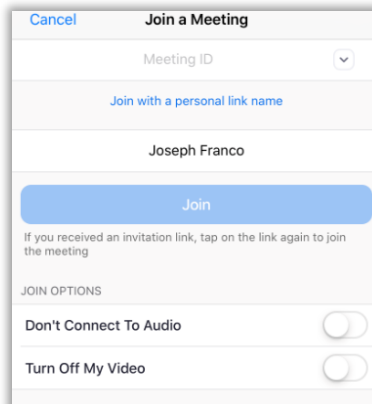 Cancel Join a Meeting
Meeting ID
Join with a personal link name
Joseph Franco
Join
If you received an invitation link, tap on the link again to join
the meeting
JOIN OPTIONS
Don't Connect To Audio
Turn Off My Video